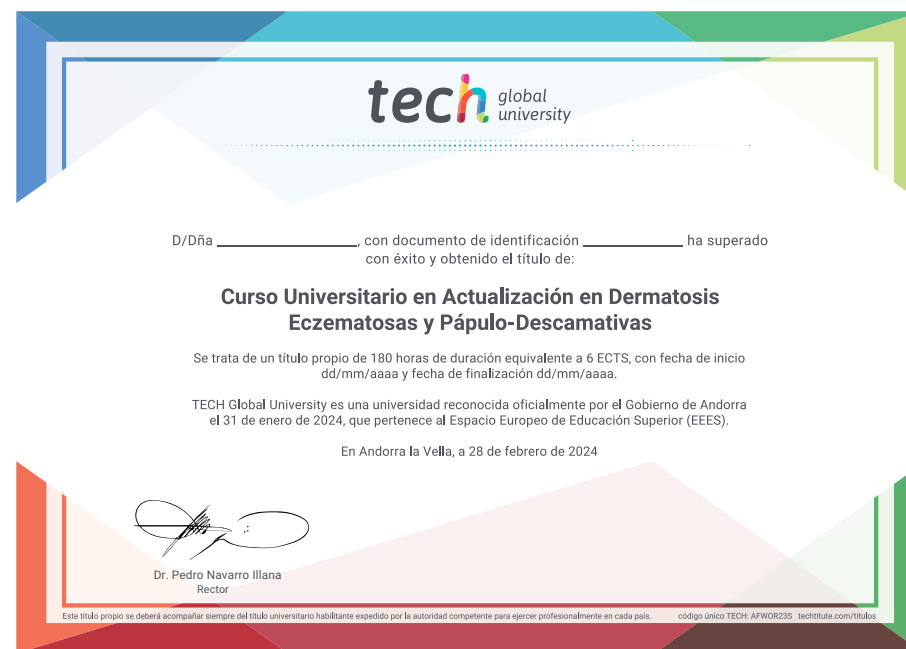 tech global university
D/Dña ________________, con documento de identificación ____________ ha superado
con éxito y obtenido el título de:
Curso Universitario en Actualización en Dermatosis
Eczematosas y Pápulo-Descamativas
Se trata de un título propio de 180 horas de duración equivalente a 6 ECTS, con fecha de inicio
dd/mm/aaaa y fecha de finalización dd/mm/aaaa.
TECH Global University es una universidad reconocida oficialmente por el Gobierno de Andorra
el 31 de enero de 2024, que pertenece al Espacio Europeo de Educación Superior (EEES).
En Andorra la Vella, a 28 de febrero de 2024
Dr. Pedro Navarro Illana
Rector
Este título propio se deberá acompañar siempre del título universitario habilitante expedido por la autoridad competente para ejercer profesionalmente en cada país. código único TECH: AFWOR23S techtitute.com/titulos